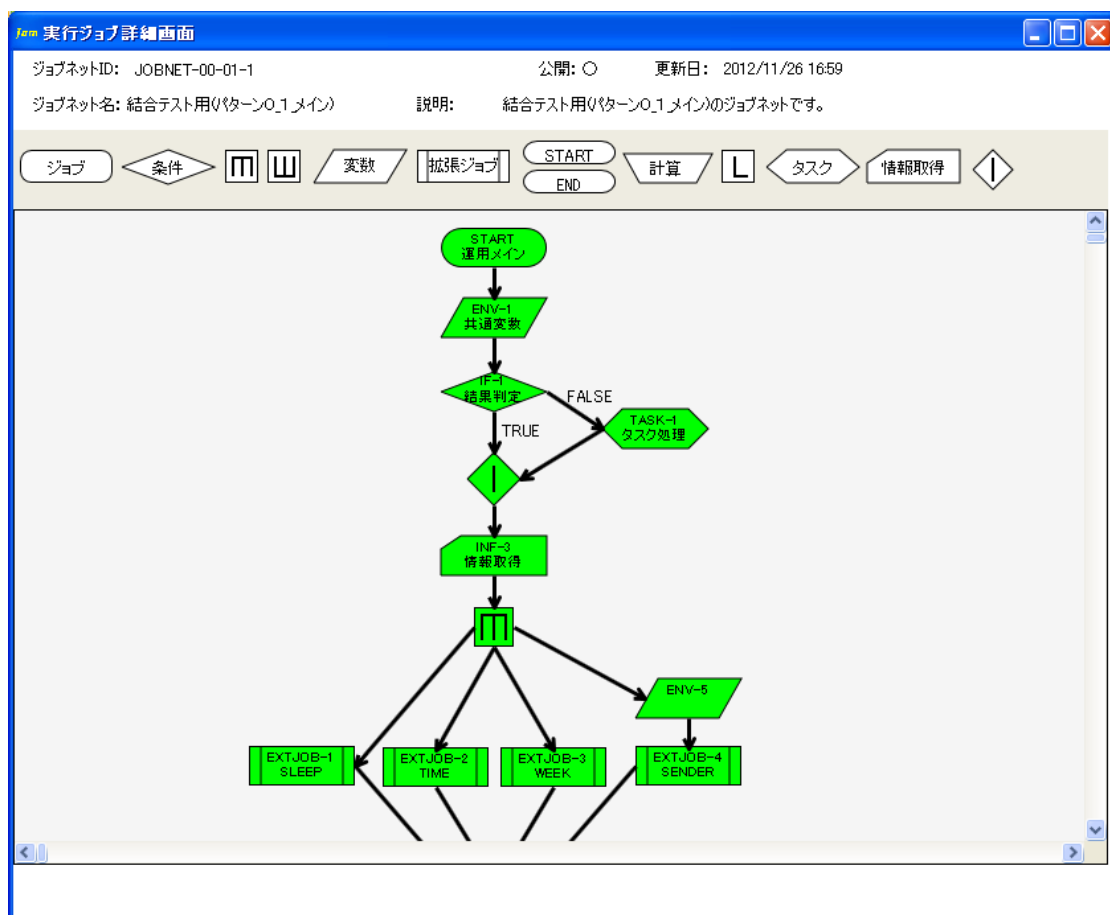 jam 実行ジョブ詳細画面
ジョブネットID: JOBNET-00-01-1 公開: ○ 更新日: 2012/11/26 16:59
ジョブネット名: 結合テスト用(パターン0_1_メイン) 説明: 結合テスト用(パターン0_1_メイン)のジョブネットです。
ジョブ 条件 変数 拡張ジョブ START 計算 L タスク 情報取得
END
START
運用メイン
ENV-1
共通変数
IF-1
結果判定
FALSE
TASK-1
タスク処理
TRUE
INF-3
情報取得
ENV-5
EXTJOB-1
SLEEP
EXTJOB-2
TIME
EXTJOB-3
WEEK
EXTJOB-4
SENDER